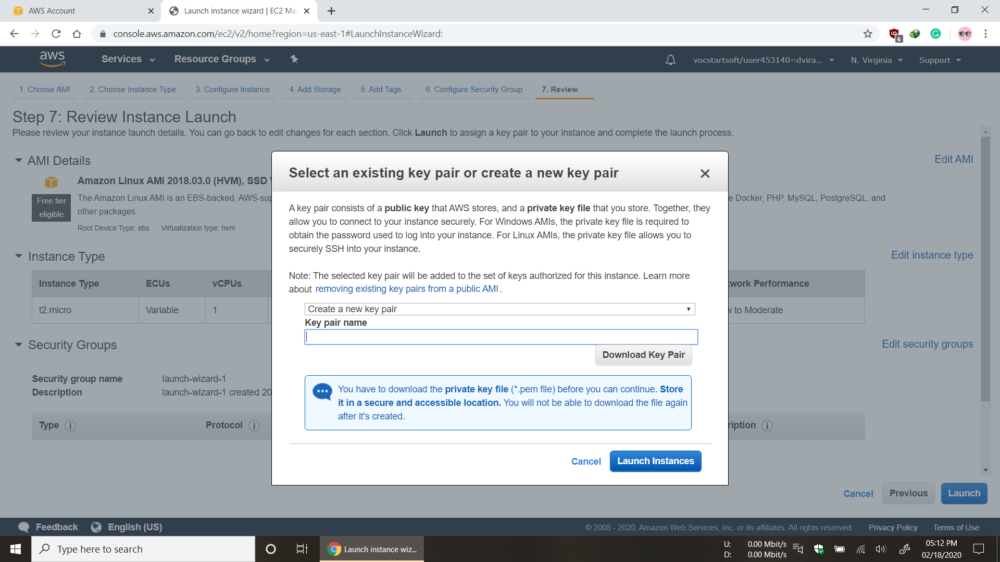 AWS Account
Launch instance wizard | EC2 Ma
console.aws.amazon.com/ec2/v2/home?region=us-east-1#LaunchInstanceWizard:
6
aws
Services
Resource Groups
vocstartsoft/user453140=dvira...
N. Virginia
Support
1. Choose AMI
2. Choose Instance Type
3. Configure Instance
4. Add Storage
5. Add Tags
6. Configure Security Group
7. Review
Step 7: Review Instance Launch
Please review your instance launch details. You can go back to edit changes for each section. Click Launch to assign a key pair to your instance and complete the launch process.
AMI Details
Edit AMI
Amazon Linux AMI 2018.03.0 (HVM), SSD
Free tier
eligible
The Amazon Linux AMI is an EBS-backed, AWS-sup
e Docker, PHP, MySQL, PostgreSQL, and
other packages.
Root Device Type: ebs Virtualization type: hvm
Instance Type
Edit instance type
Instance Type
ECUs
vCPUs
work Performance
t2.micro
Variable
1
to Moderate
Security Groups
Edit security groups
Security group name launch-wizard-1
Description launch-wizard-1 created 20
Type
Protocol
ription
Select an existing key pair or create a new key pair
A key pair consists of a public key that AWS stores, and a private key file that you store. Together, they
allow you to connect to your instance securely. For Windows AMIs, the private key file is required to
obtain the password used to log into your instance. For Linux AMIs, the private key file allows you to
securely SSH into your instance.
Note: The selected key pair will be added to the set of keys authorized for this instance. Learn more
about removing existing key pairs from a public AMI .
Create a new key pair
Key pair name
Download Key Pair
You have to download the private key file (*.pem file) before you can continue. Store
it in a secure and accessible location. You will not be able to download the file again
after it's created.
Cancel
Launch Instances
Cancel
Previous
Launch
Feedback
English (US)
© 2008 - 2020, Amazon Web Services, Inc. or its affiliates. All rights reserved.
Privacy Policy
Terms of Use
Type here to search
Launch instance wiz...
U: 0.00 Mbit/s
D: 0.00 Mbit/s
05:12 PM
02/18/2020